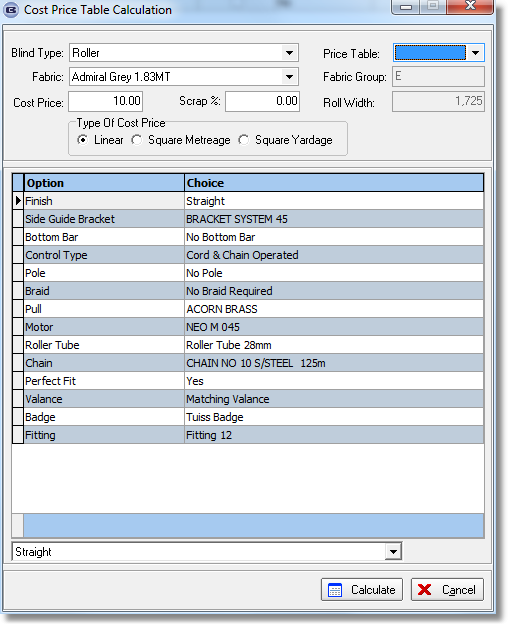 Cost Price Table Calculation
Blind Type: Roller Price Table:
Fabric: Admiral Grey 1.83MT Fabric Group: E
Cost Price: 10.00 Scrap %: 0.00 Roll Width: 1,725
Type Of Cost Price
Linear Square Metreage Square Yardage
Option Choice
Finish Straight
Side Guide Bracket BRACKET SYSTEM 45
Bottom Bar No Bottom Bar
Control Type Cord & Chain Operated
Pole No Pole
Braid No Braid Required
Pull ACORN BRASS
Motor NEO M 045
Roller Tube Roller Tube 28mm
Chain CHAIN NO 10 S/STEEL 125m
Perfect Fit Yes
Valance Matching Valance
Badge Tuiss Badge
Fitting Fitting 12
Straight
Calculate Cancel